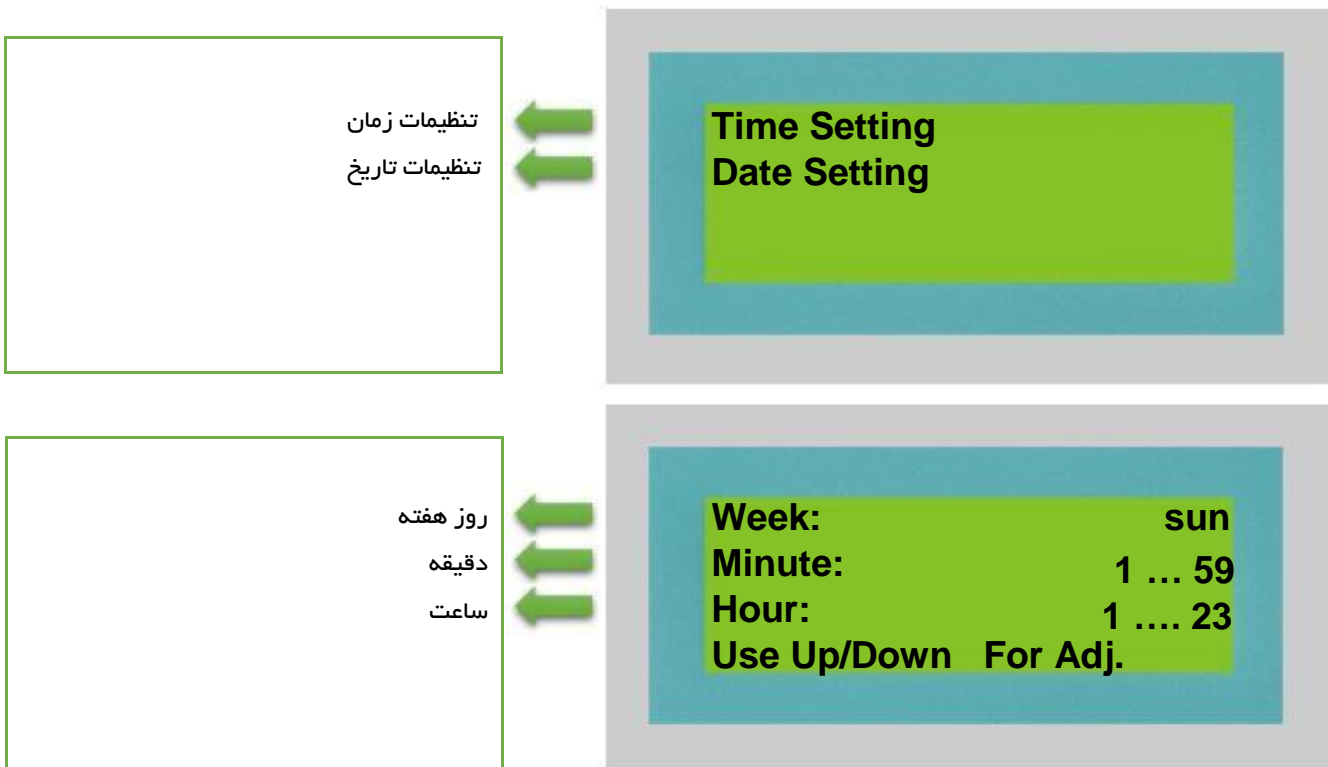 تنظیمات زمان
Time Setting
تنظیمات تاریخ
Date Setting
روز هفته
Week: sun
دقیقه
Minute: 1 ... 59
ساعت
Hour: 1 .... 23
Use Up/Down For Adj.